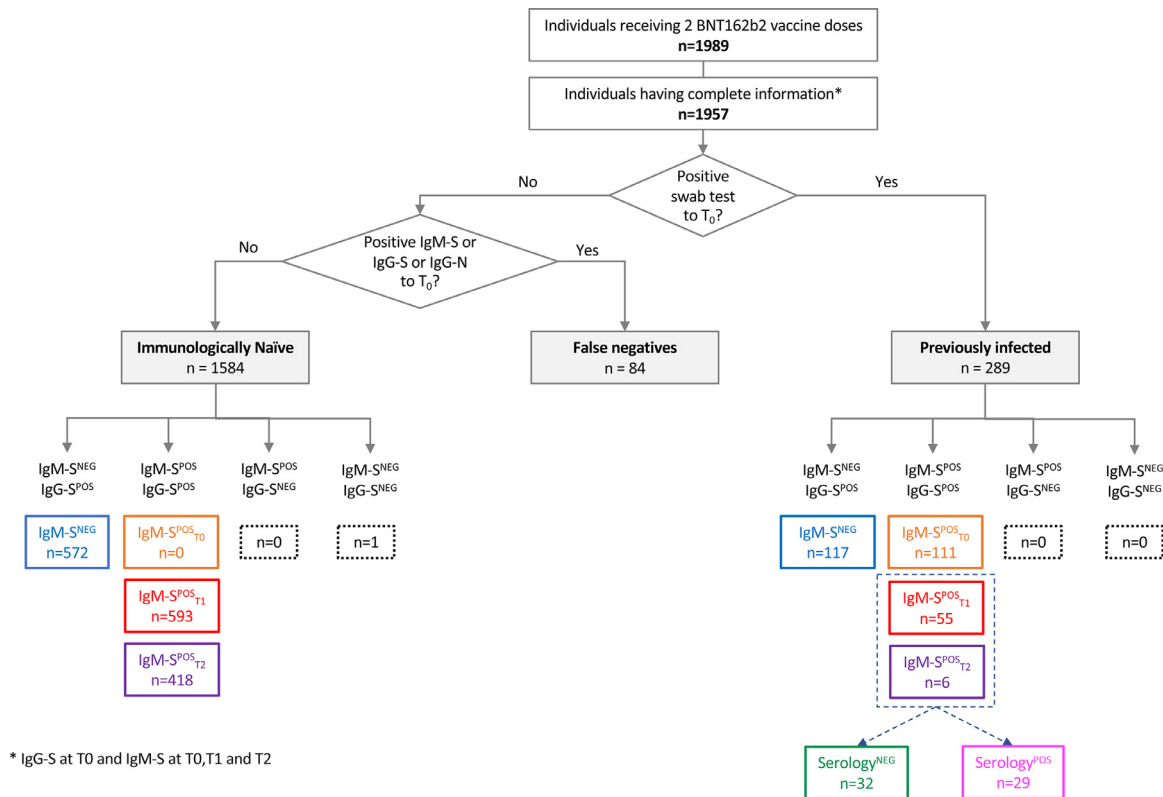 Individuals receiving 2 BNT162b2 vaccine doses
n=1989
Individuals having complete information*
n=1957
Positive
swab test
to T0?
No
Yes
Positive IgM-S or
IgG-S or IgG-N
to T0?
No
Yes
Immunologically Naïve
n = 1584
False negatives
n = 84
Previously infected
n = 289
IgM-SNEG
IgG-SPOS
IgM-SPOS
IgG-SPOS
IgM-SPOS
IgG-SNEG
IgM-SNEG
IgG-SNEG
IgM-SNEG
n=572
IgM-SPOST0
n=0
n=0
n=1
IgM-SPOST1
n=593
IgM-SPOST2
n=418
IgM-SNEG
IgG-SPOS
IgM-SPOS
IgG-SPOS
IgM-SPOS
IgG-SNEG
IgM-SNEG
IgG-SNEG
IgM-SNEG
n=117
IgM-SPOST0
n=111
n=0
n=0
IgM-SPOST1
n=55
IgM-SPOST2
n=6
SerologyNEG
n=32
SerologyPOS
n=29
* IgG-S at T0 and IgM-S at T0,T1 and T2